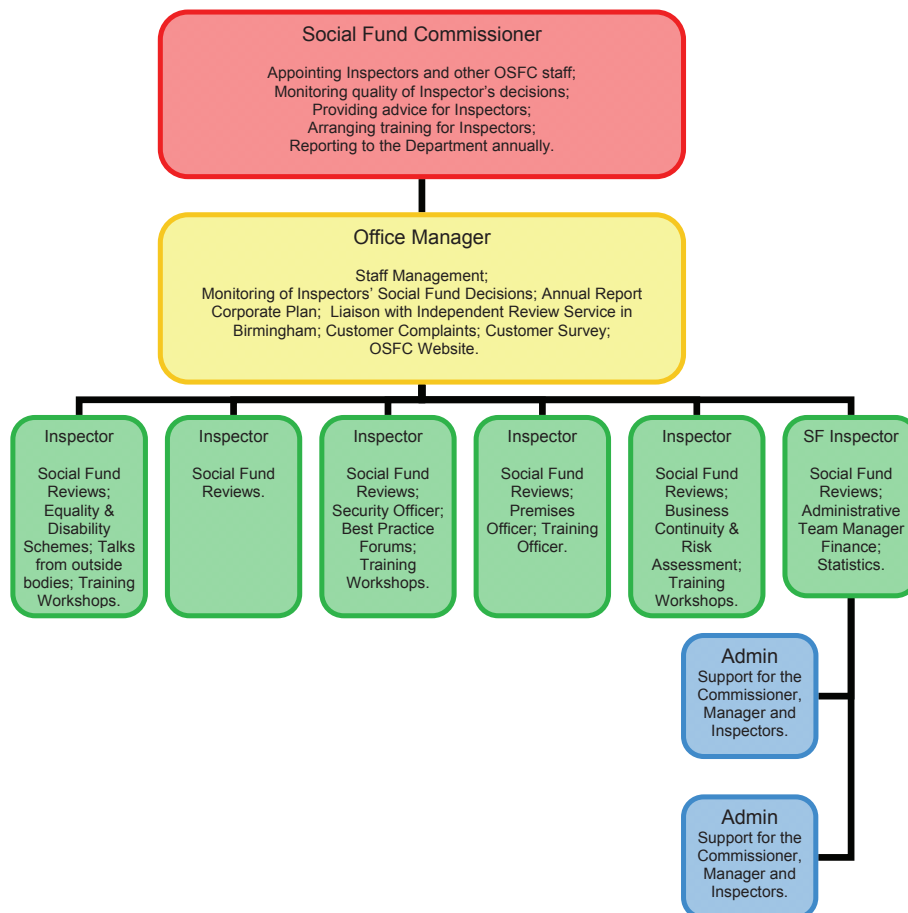 Social Fund Commissioner
Appointing Inspectors and other OSFC staff;
Monitoring quality of Inspector's decisions;
Providing advice for Inspectors;
Arranging training for Inspectors;
Reporting to the Department annually.
Office Manager
Staff Management;
Monitoring of Inspectors' Social Fund Decisions; Annual Report
Corporate Plan;  Liaison with Independent Review Service in
Birmingham; Customer Complaints; Customer Survey;
OSFC Website.
Inspector
Social Fund
Reviews;
Equality &
Disability
Schemes; Talks
from outside
bodies; Training
Workshops.
Inspector
Social Fund
Reviews.
Inspector
Social Fund
Reviews;
Security Officer;
Best Practice
Forums;
Training
Workshops.
Inspector
Social Fund
Reviews;
Premises
Officer; Training
Officer.
Inspector
Social Fund
Reviews;
Business
Continuity &
Risk
Assessment;
Training
Workshops.
SF Inspector
Social Fund
Reviews;
Administrative
Team Manager
Finance;
Statistics.
Admin
Support for the
Commissioner,
Manager and
Inspectors.
Admin
Support for the
Commissioner,
Manager and
Inspectors.